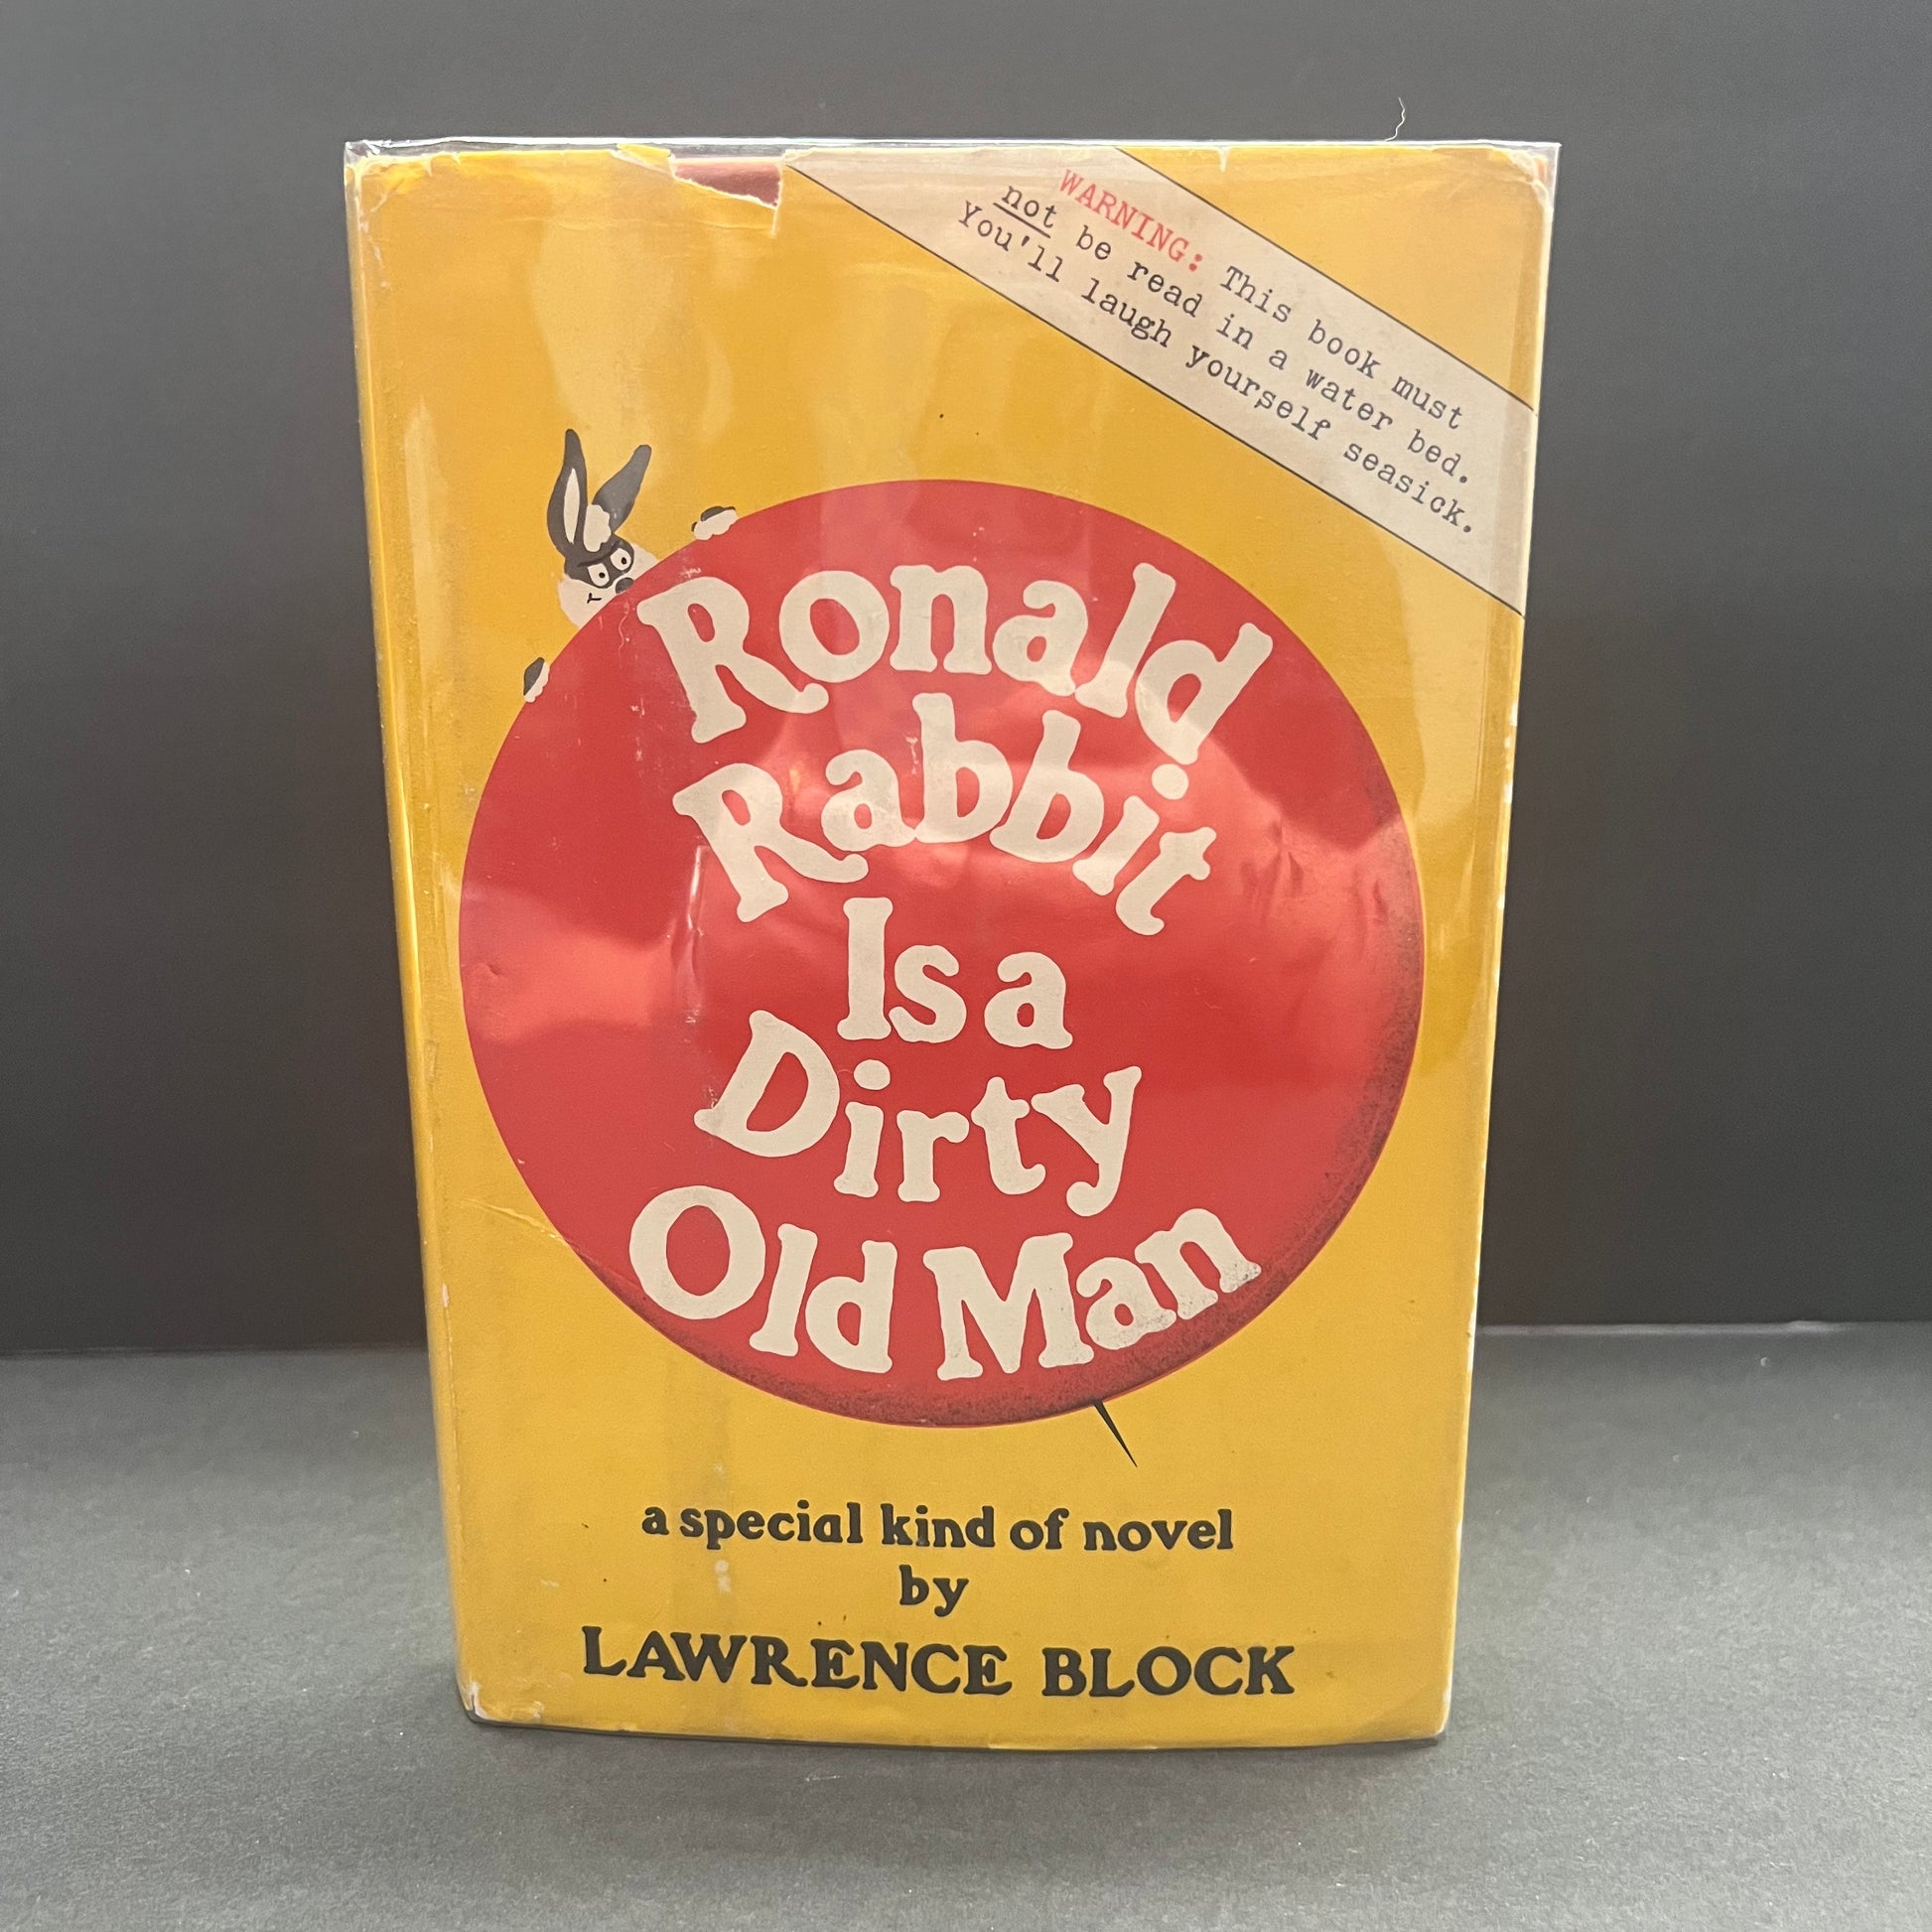 WARNING: This book must
not be read in a water bed.
You'll laugh yourself seasick.
Ronald
Rabbit
Is a
Dirty
Old Man
a special kind of novel
by
LAWRENCE BLOCK